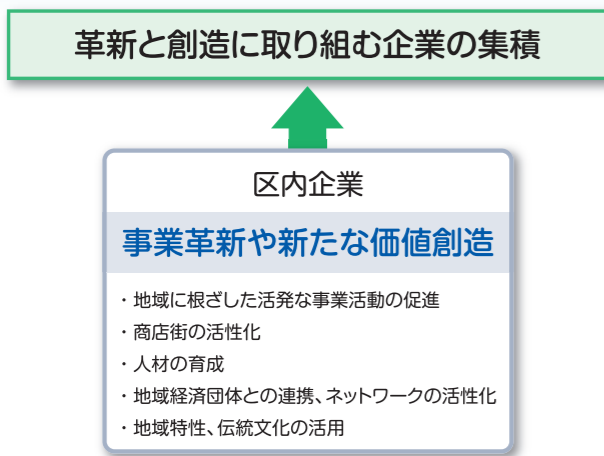 革新と創造に取り組む企業の集積
区内企業
事業革新や新たな価値創造
・地域に根ざした活発な事業活動の促進
・商店街の活性化
・人材の育成
・地域経済団体との連携、ネットワークの活性化
・地域特性、伝統文化の活用